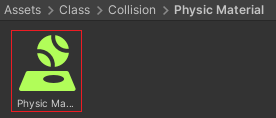 Assets > Class > Collision > Physic Material
Physic Ma...